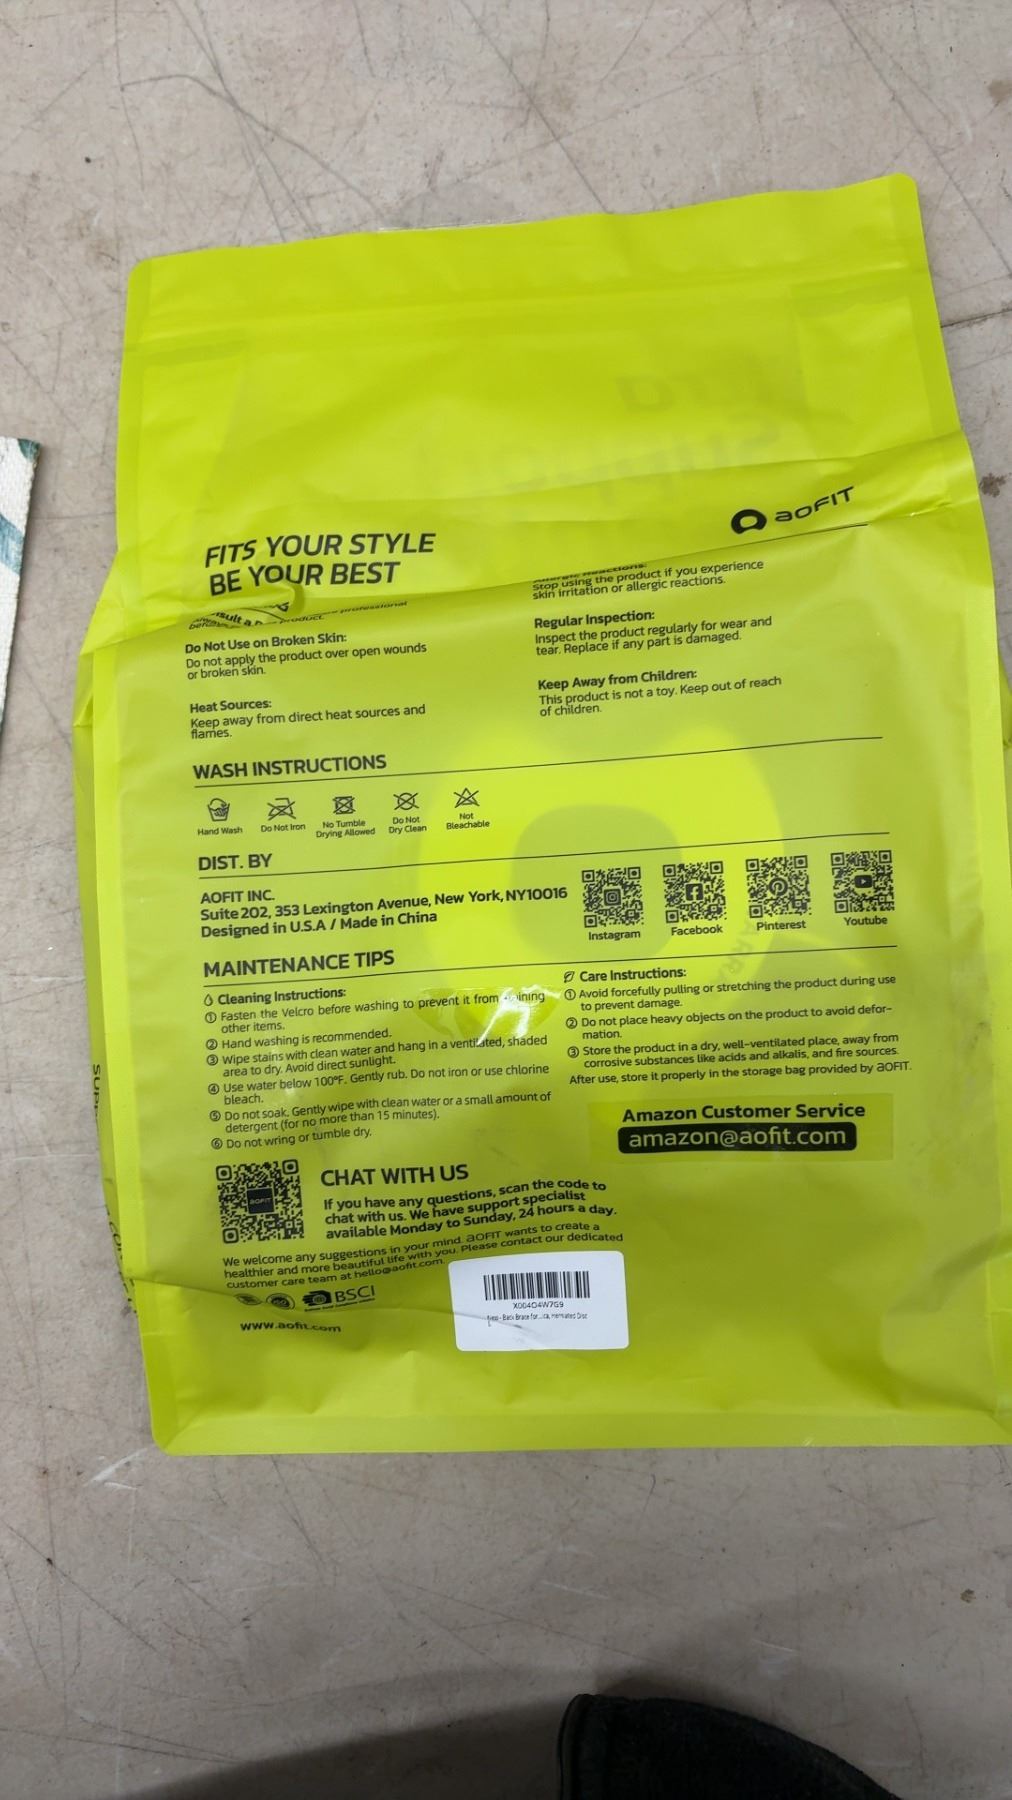 FITS YOUR STYLE
BE YOUR BEST
AOFIT
professional
product.
Do Not Use on Broken Skin:
Do not apply the product over open wounds
or broken skin.
Heat Sources:
Keep away from direct heat sources and
flames.
Stop using the product if you experience
skin irritation or allergic reactions.
Regular Inspection:
Inspect the product regularly for wear and
tear. Replace if any part is damaged.
Keep Away from Children:
This product is not a toy. Keep out of reach
of children.
WASH INSTRUCTIONS
Hand Wash
Do Not Iron
No Tumble
Drying Allowed
Do Not
Dry Clean
Not
Bleachable
DIST. BY
AOFIT INC.
Suite 202, 353 Lexington Avenue, New York, NY10016
Designed in U.S.A / Made in China
Instagram
Facebook
Pinterest
Youtube
MAINTENANCE TIPS
Cleaning Instructions:
① Fasten the Velcro before washing to prevent it from
other items.
② Hand washing is recommended.
③ Wipe stains with clean water and hang in a ventilated, shaded
area to dry. Avoid direct sunlight.
④ Use water below 100°F. Gently rub. Do not iron or use chlorine
bleach.
⑤ Do not soak. Gently wipe with clean water or a small amount of
detergent (for no more than 15 minutes).
⑥ Do not wring or tumble dry.
Care Instructions:
① Avoid forcefully pulling or stretching the product during use
to prevent damage.
② Do not place heavy objects on the product to avoid defor-
mation.
③ Store the product in a dry, well-ventilated place, away from
corrosive substances like acids and alkalis, and fire sources.
After use, store it properly in the storage bag provided by AOFIT.
Amazon Customer Service
amazon@aofit.com
AOFIT
CHAT WITH US
If you have any questions, scan the code to
chat with us. We have support specialist
available Monday to Sunday, 24 hours a day.
We welcome any suggestions in your mind. AOFIT wants to create a
healthier and more beautiful life with you. Please contact our dedicated
customer care team at hello@aofit.com.
BSCI
www.aofit.com
X004O4W7G9
- Back Brace for...ca, Herniated Disc